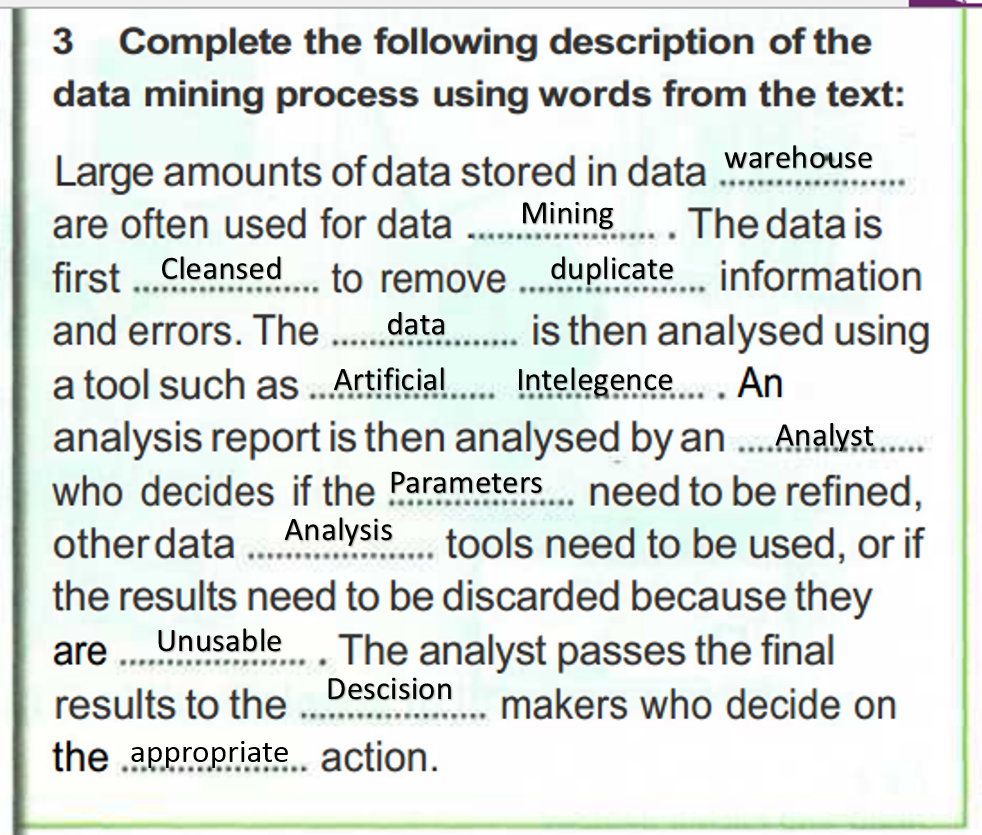 3 Complete the following description of the
data mining process using words from the text:
Large amounts of data stored in data warehouse
are often used for data Mining . The data is
first Cleansed to remove duplicate information
and errors. The data is then analysed using
a tool such as Artificial Intelegence . An
analysis report is then analysed by an Analyst
who decides if the Parameters need to be refined,
other data Analysis tools need to be used, or if
the results need to be discarded because they
are Unusable . The analyst passes the final
results to the Descision makers who decide on
the appropriate action.